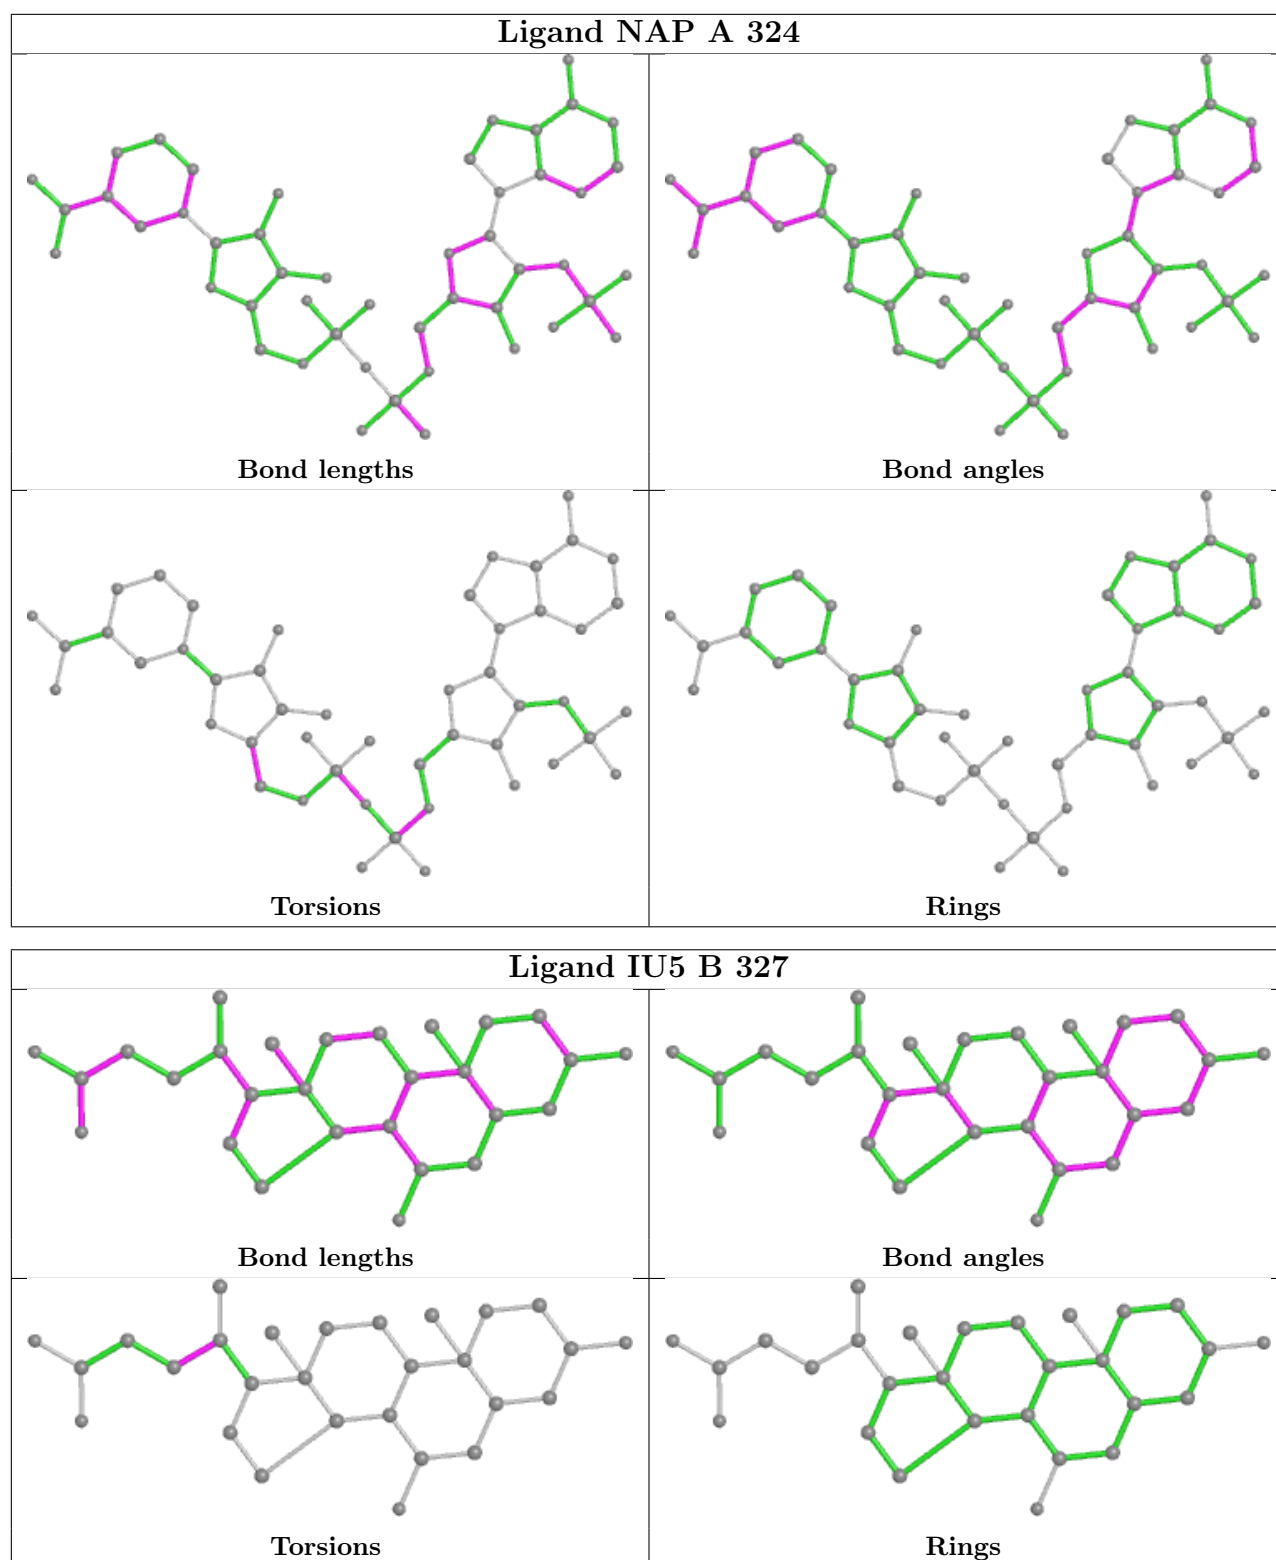 Ligand NAP A 324
Bond lengths
Bond angles
Torsions
Rings
Ligand IU5 B 327
Bond lengths
Bond angles
Torsions
Rings